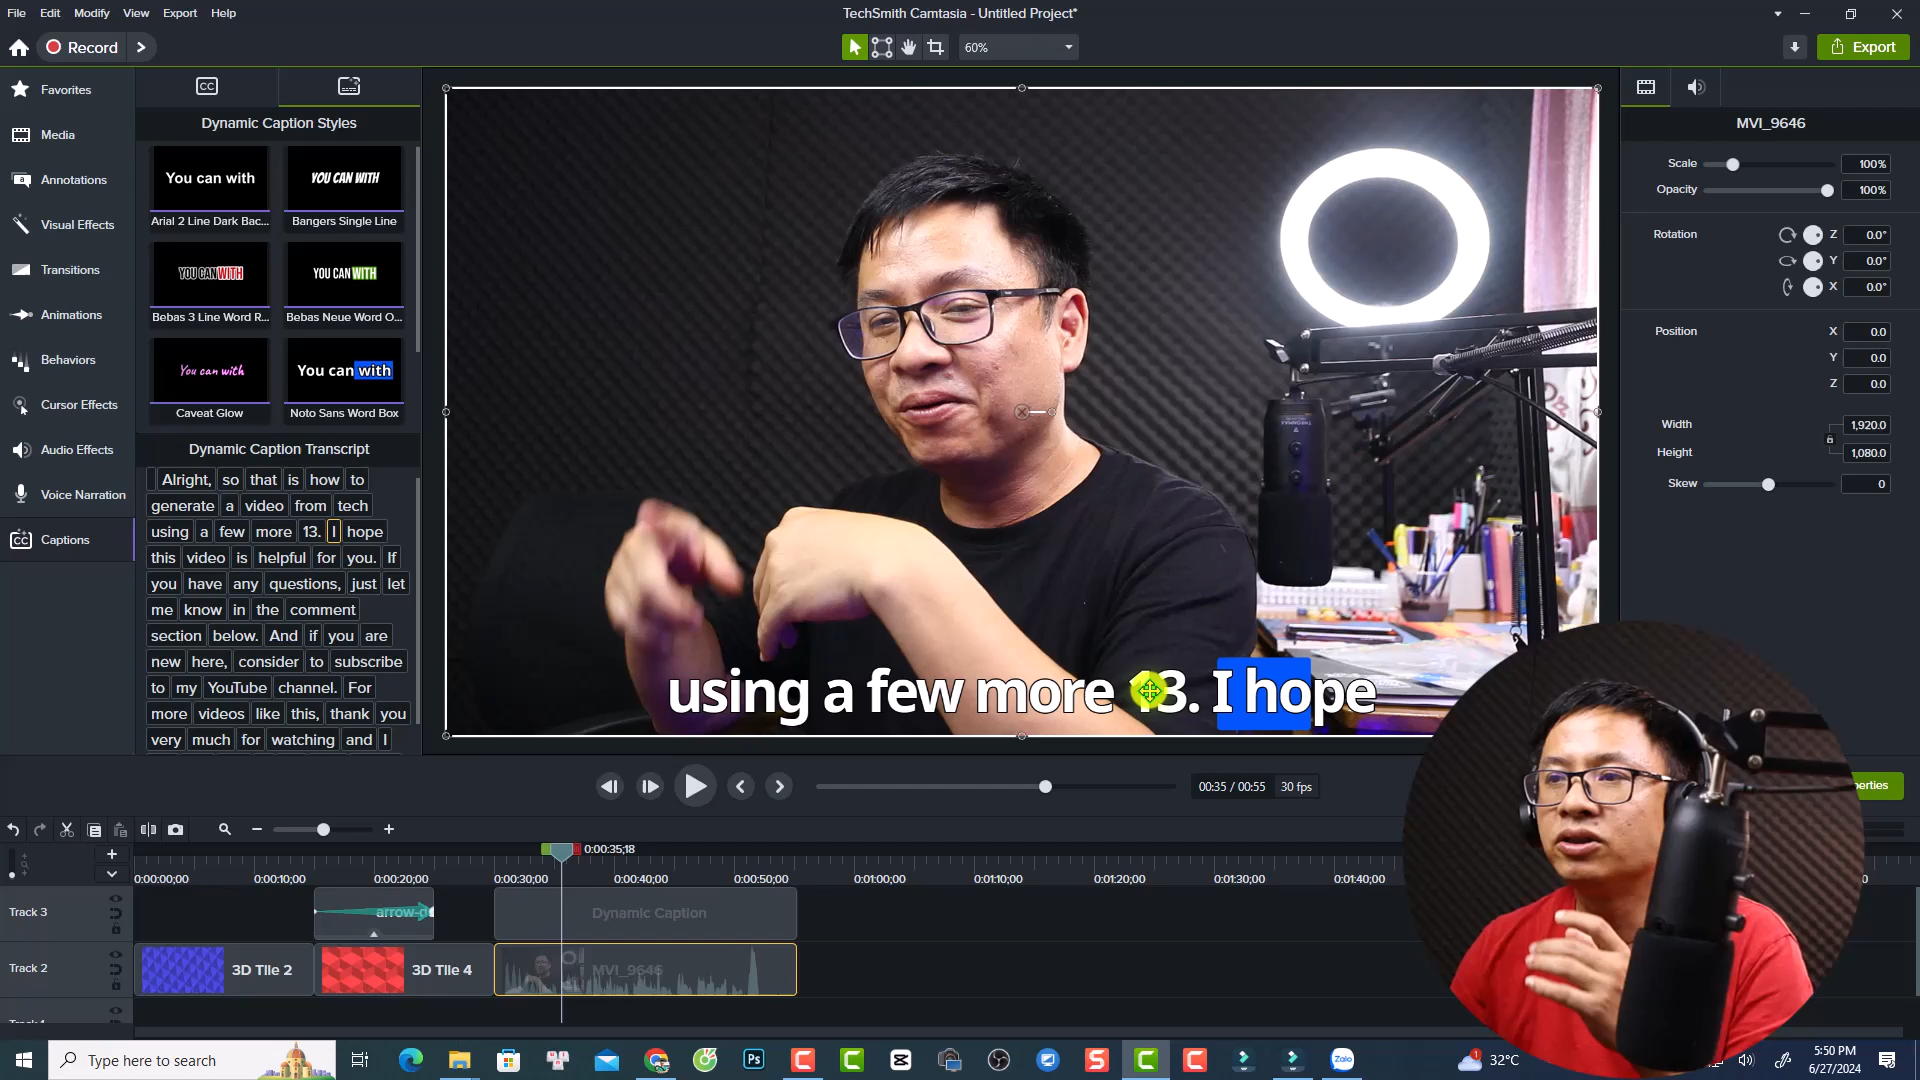 File Edit Modify View Export Help
TechSmith Camtasia - Untitled Project*
Record
60%
Export
Favorites
Media
Annotations
Visual Effects
Transitions
Animations
Behaviors
Cursor Effects
Audio Effects
Voice Narration
CC Captions
CC
Dynamic Caption Styles
You can with
Arial 2 Line Dark Bac...
YOU CAN WITH
Bangers Single Line
YOU CAN WITH
Bebas 3 Line Word R...
YOU CAN WITH
Bebas Neue Word O...
You can with
Caveat Glow
You can with
Noto Sans Word Box
Dynamic Caption Transcript
Alright, so that is how to
generate a video from tech
using a few more 13. I hope
this video is helpful for you. If
you have any questions, just let
me know in the comment
section below. And if you are
new here, consider to subscribe
to my YouTube channel. For
more videos like this, thank you
very much for watching and I
using a few more 13. I hope
MVI_9646
Scale 100%
Opacity 100%
Rotation Z 0.0°
Y 0.0°
X 0.0°
Position X 0.0
Y 0.0
Z 0.0
Width 1,920.0
Height 1,080.0
Skew 0
00:35 / 00:55 30 fps
perties
0:00:35;18
0:00:00;00 0:00:10;00 0:00:20;00 0:00:30;00 0:00:40;00 0:00:50;00 0:01:00;00 0:01:10;00 0:01:20;00 0:01:30;00 0:01:40;00
Track 3
arrow-d
Dynamic Caption
Track 2
3D TIle 2
3D TIle 4
MVI_9646
Type here to search
Ps
Zalo
1
32°C
5:50 PM
6/27/2024